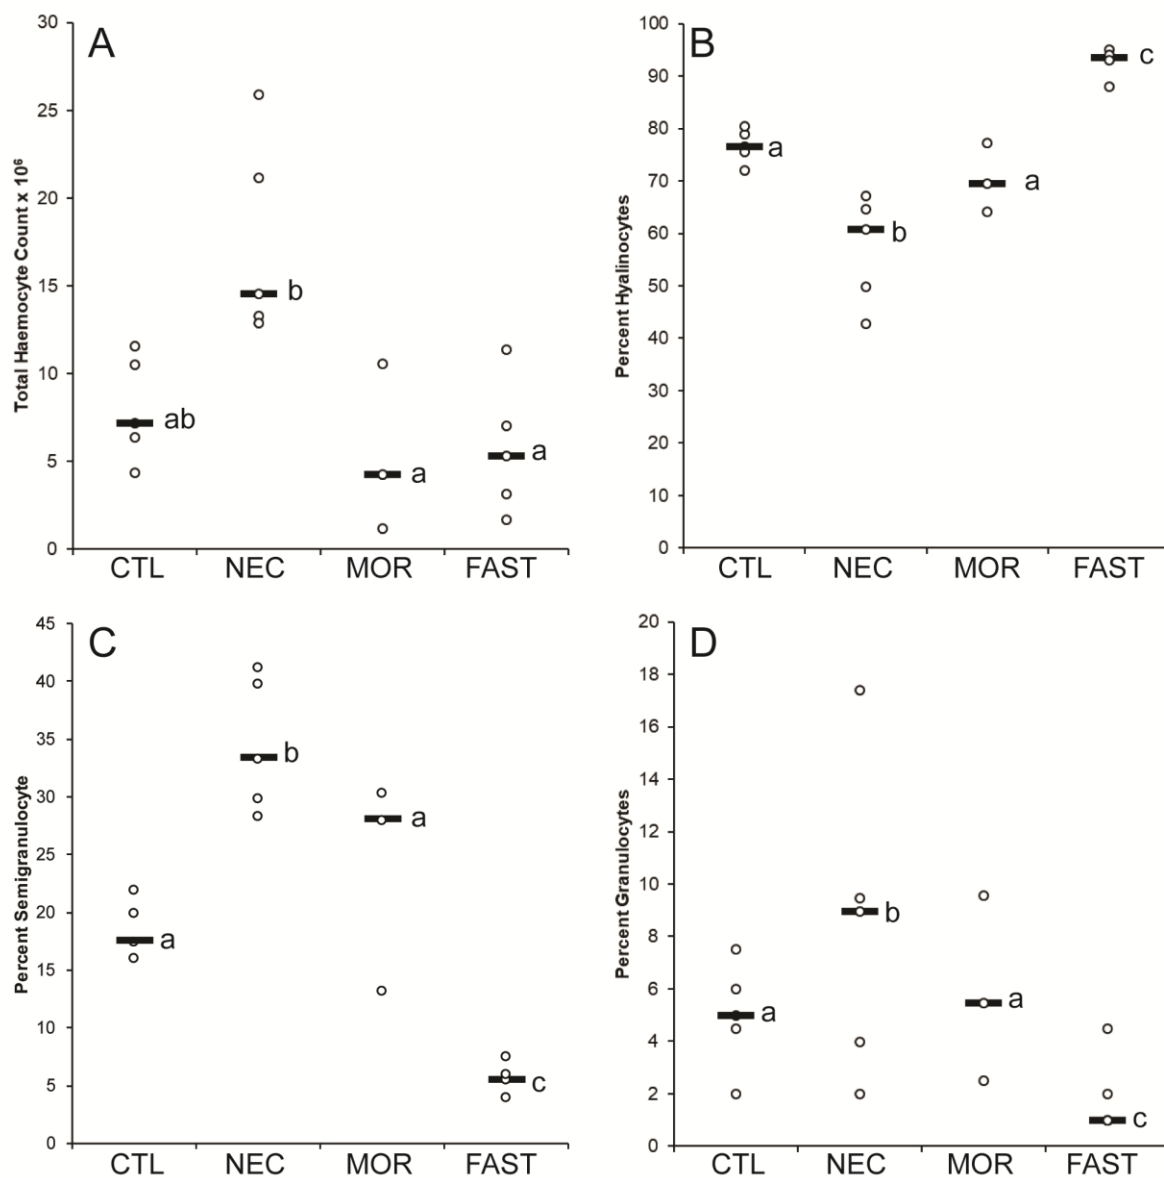 A
Total Haemocyte Count x 10⁶
30
25
20
15
10
5
0
ab
b
a
a
CTL NEC MOR FAST
B
Percent Hyalinocytes
100
90
80
70
60
50
40
30
20
10
0
a
b
a
c
CTL NEC MOR FAST
C
Percent Semigranulocyte
45
40
35
30
25
20
15
10
5
0
a
b
a
c
CTL NEC MOR FAST
D
Percent Granulocytes
20
18
16
14
12
10
8
6
4
2
0
a
b
a
c
CTL NEC MOR FAST